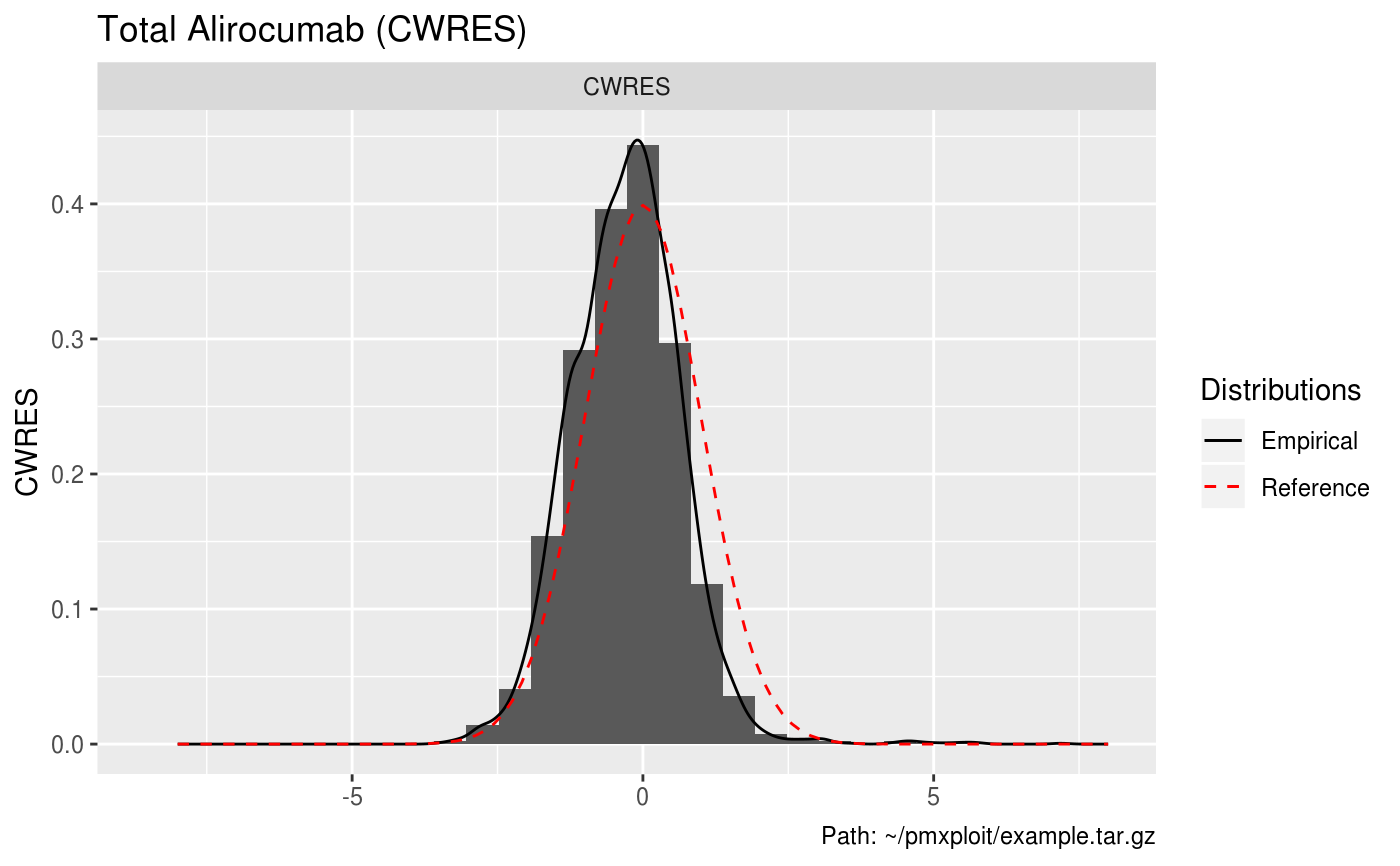 Total Alirocumab (CWRES)
CWRES
CWRES
0.4
0.3
0.2
0.1
0.0
-5
0
5
Distributions
Empirical
Reference
Path: ~/pmxploit/example.tar.gz